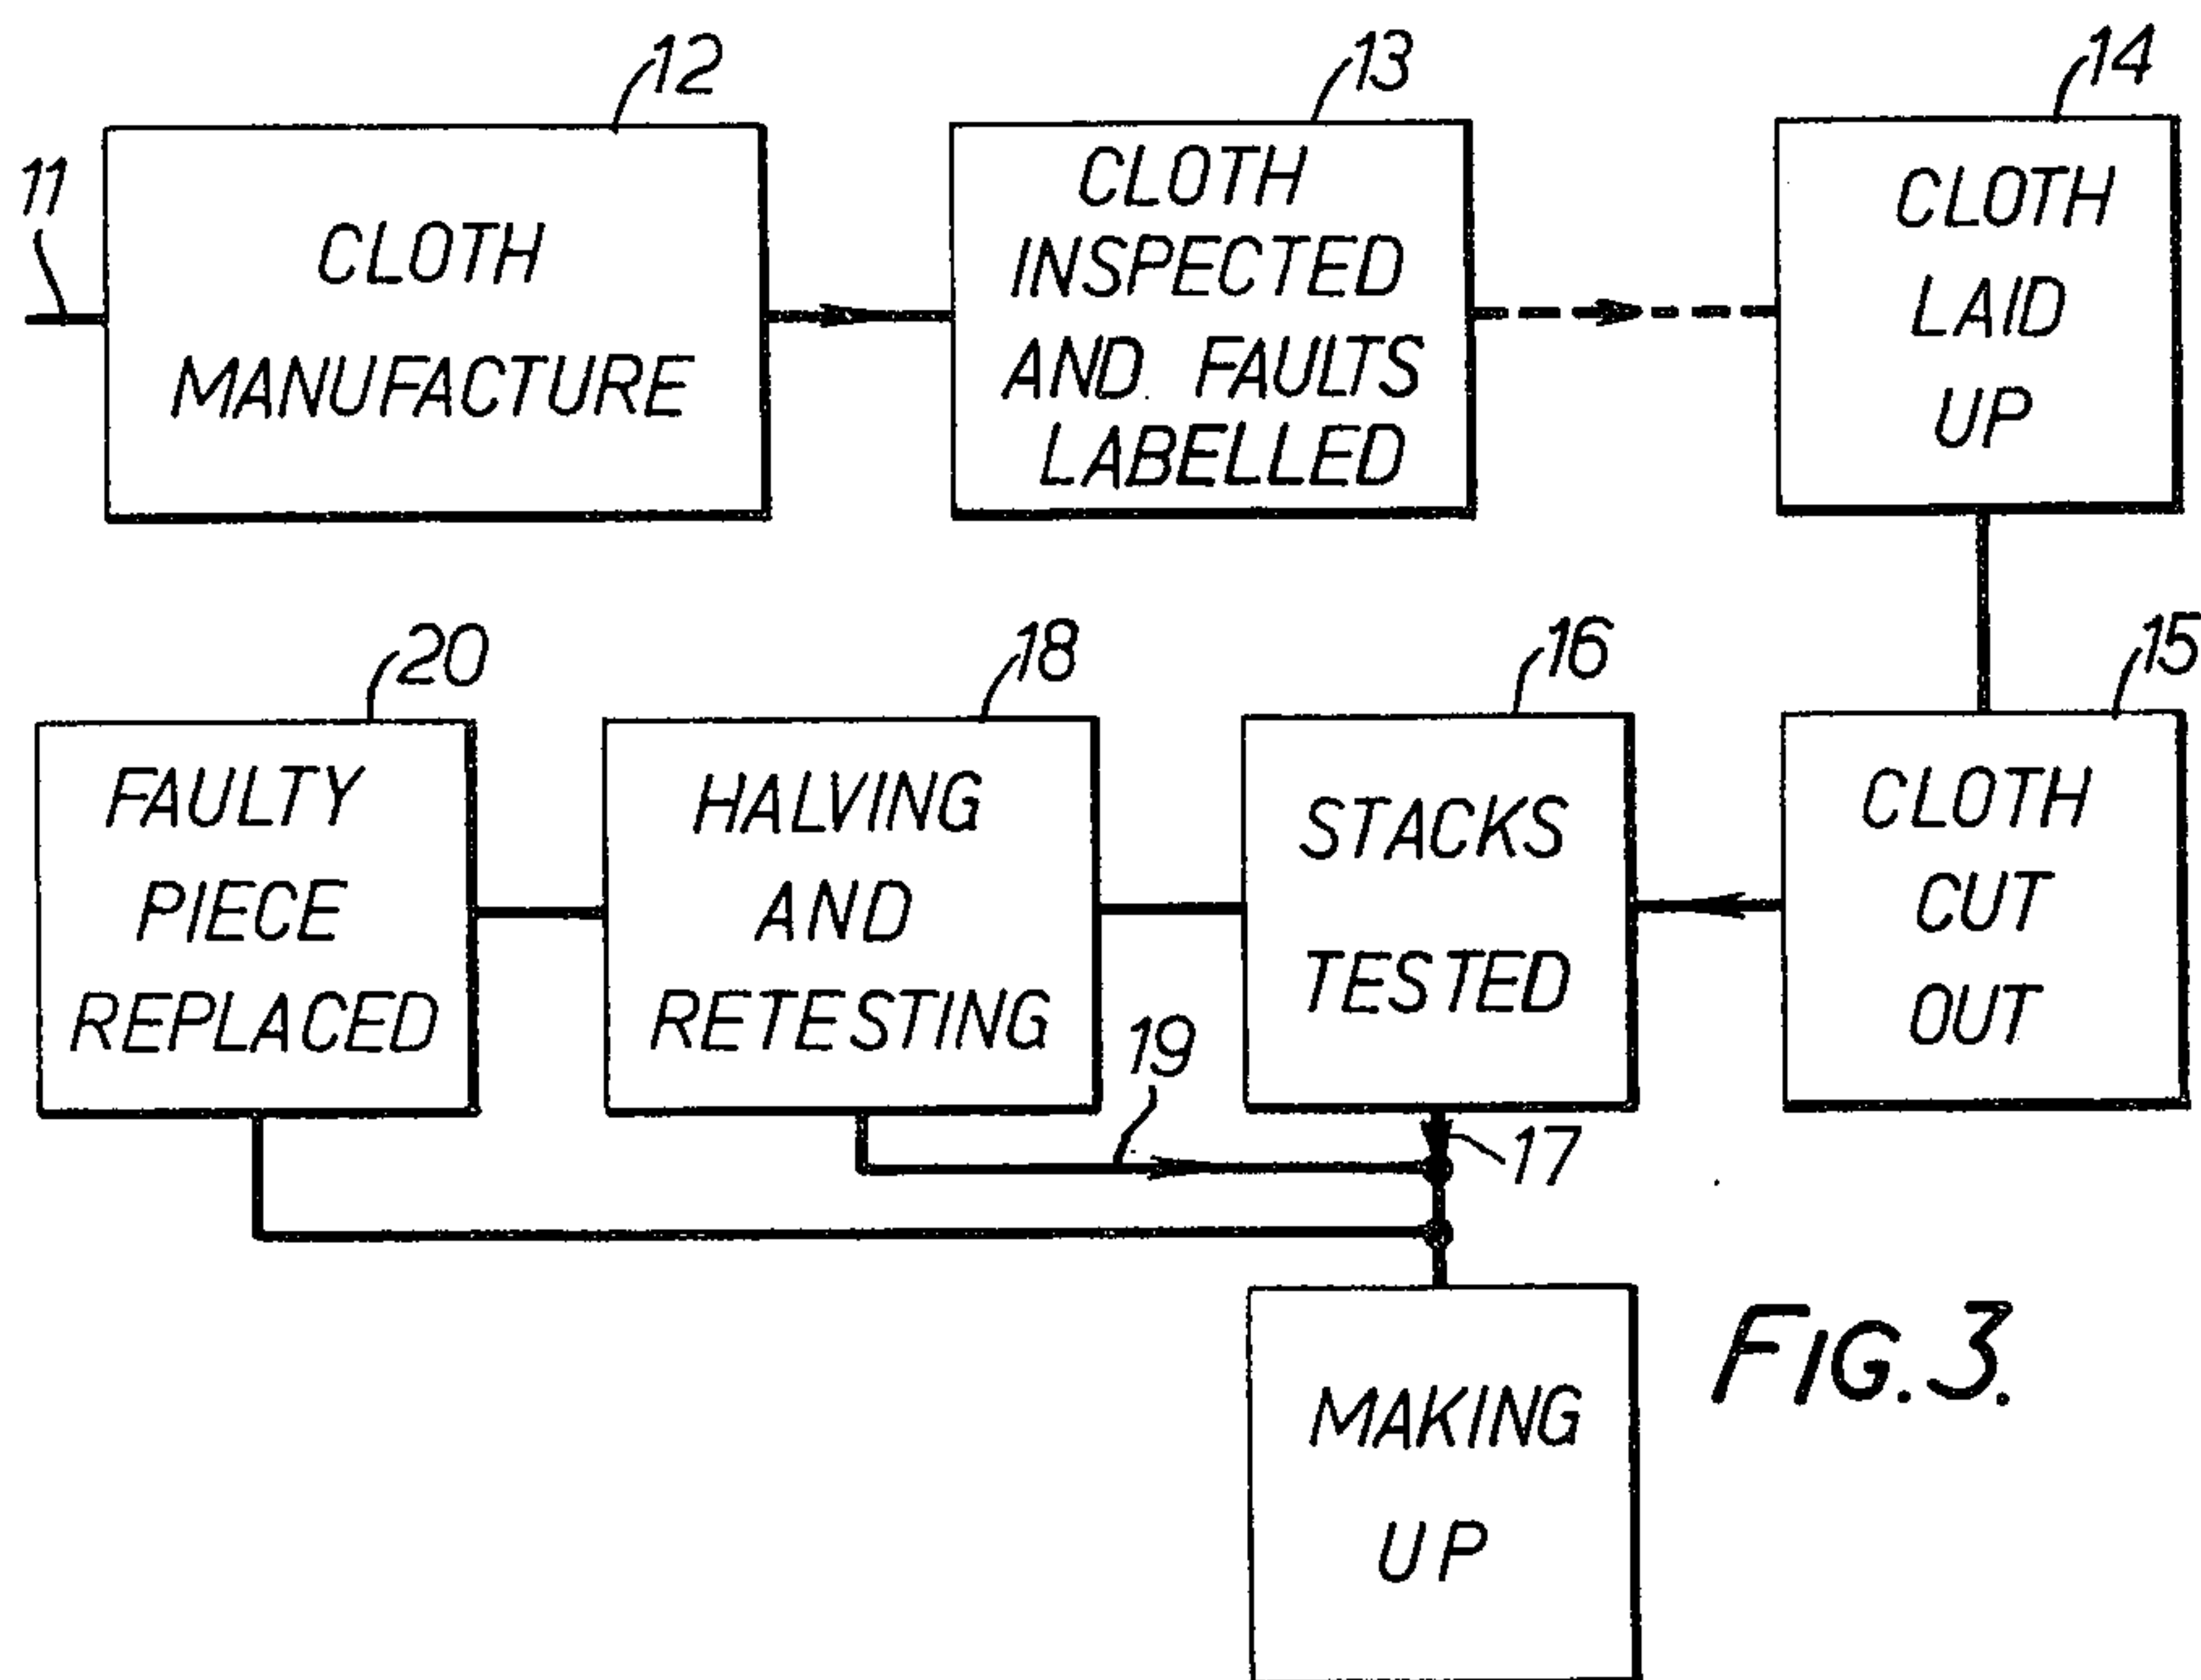 11
12
CLOTH
MANUFACTURE
13
CLOTH
INSPECTED
AND FAULTS
LABELLED
14
CLOTH
LAID
UP
20
FAULTY
PIECE
REPLACED
18
HALVING
AND
RETESTING
19
16
STACKS
TESTED
17
15
CLOTH
CUT
OUT
MAKING
UP
FIG.3.